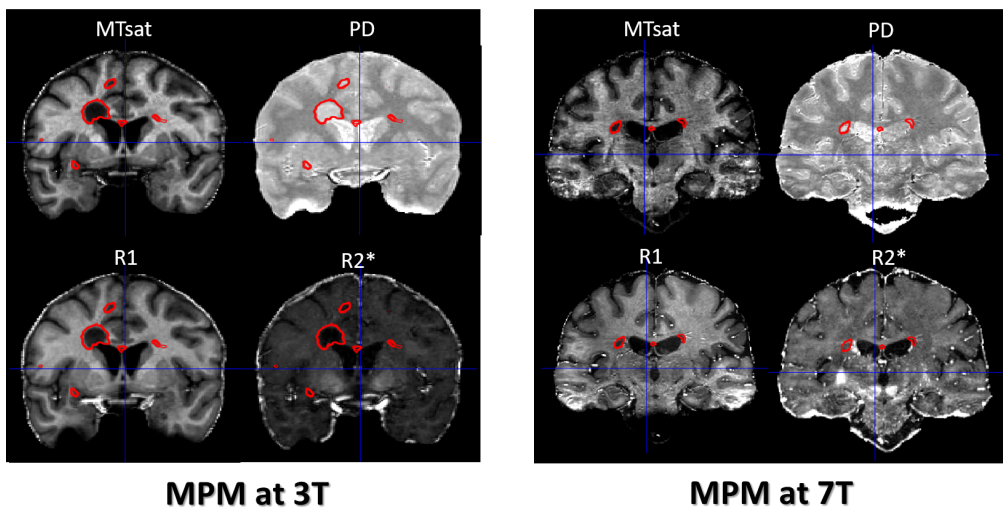 MTsat PD
R1 R2*
MPM at 3T
MTsat PD
R1 R2*
MPM at 7T